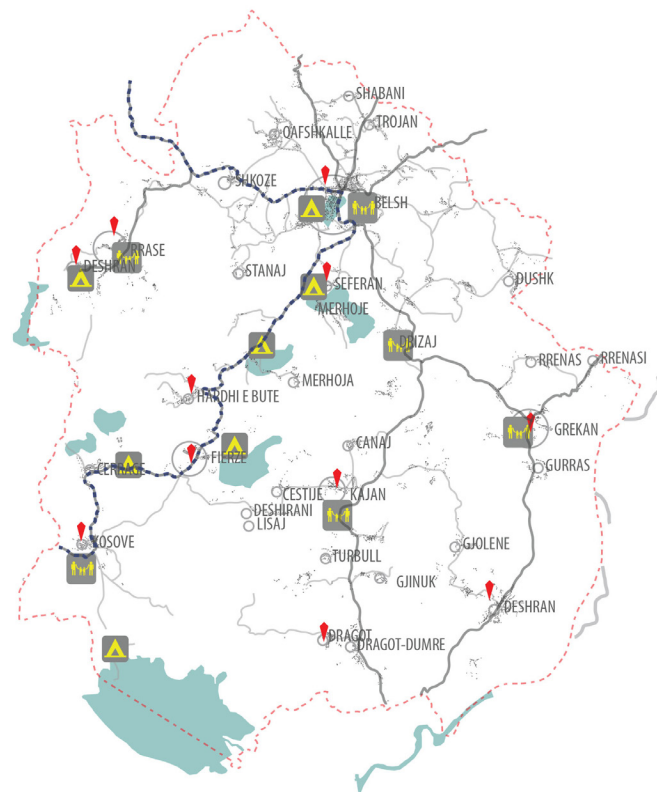 SHABANI
TROJAN
QAFSHKALLE
SHKOZE
BELSH
RRASE
DESHRAN
STANAJ
SEFERAN
DUSHK
MERHOJE
DRIZAJ
RRENAS
RRENASI
MERHOJA
HARDHI E BUTE
GREKAN
CANAJ
FIERZE
CERRAGE
GURRAS
CESTIJE
KAJAN
DESHIRANI
LISAJ
KOSOVE
GJOLENE
TURBULL
GJINUK
DESHRAN
DRAGOT
DRAGOT-DUMRE